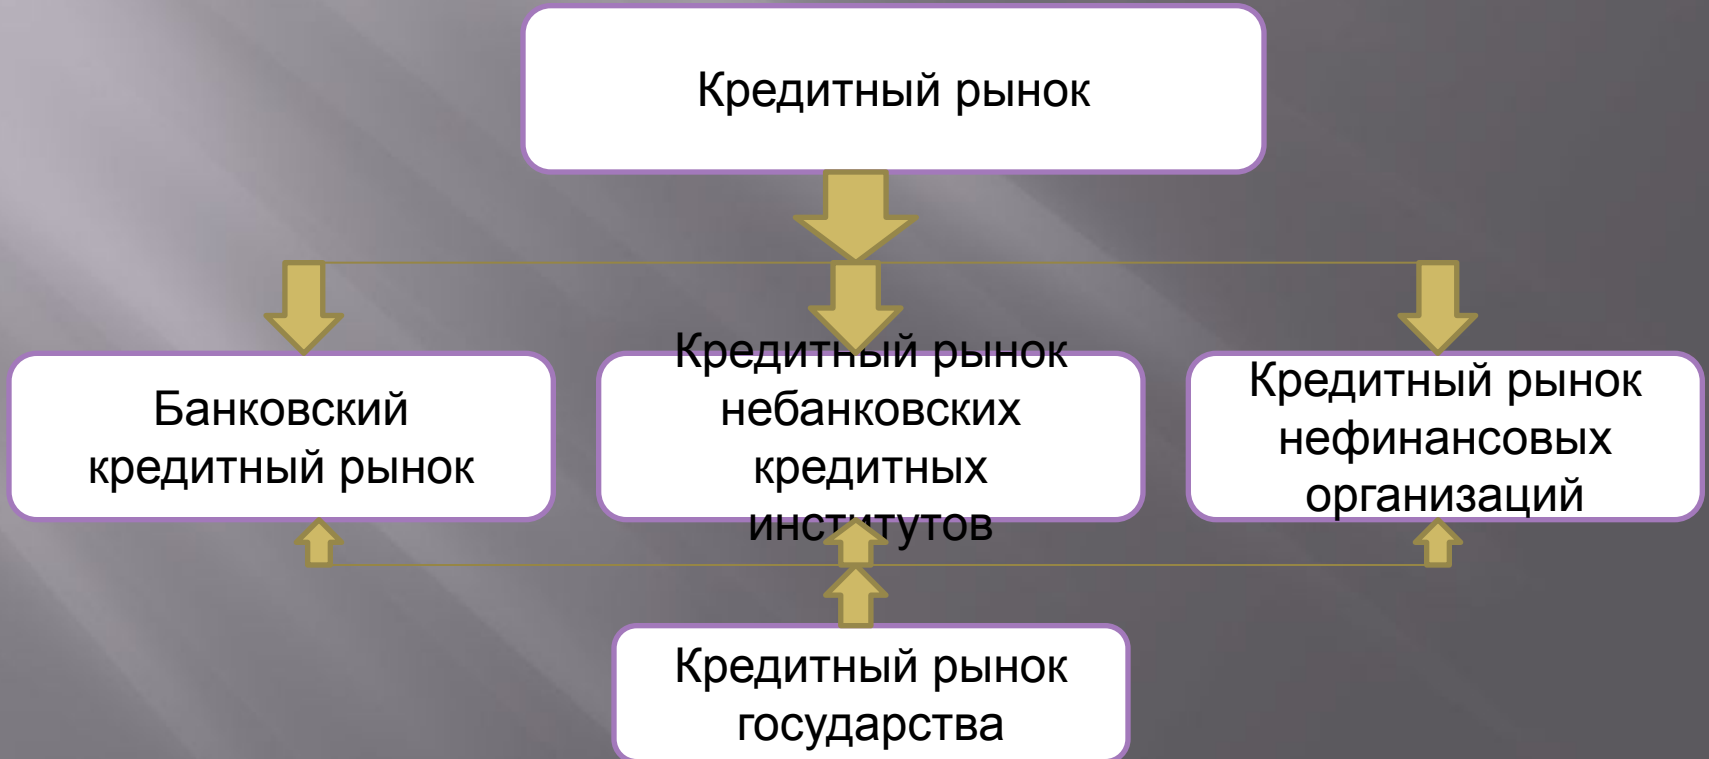 Кредитный рынок
Банковский
кредитный рынок
Кредитный рынок
небанковских
кредитных
институтов
Кредитный рынок
нефинансовых
организаций
Кредитный рынок
государства